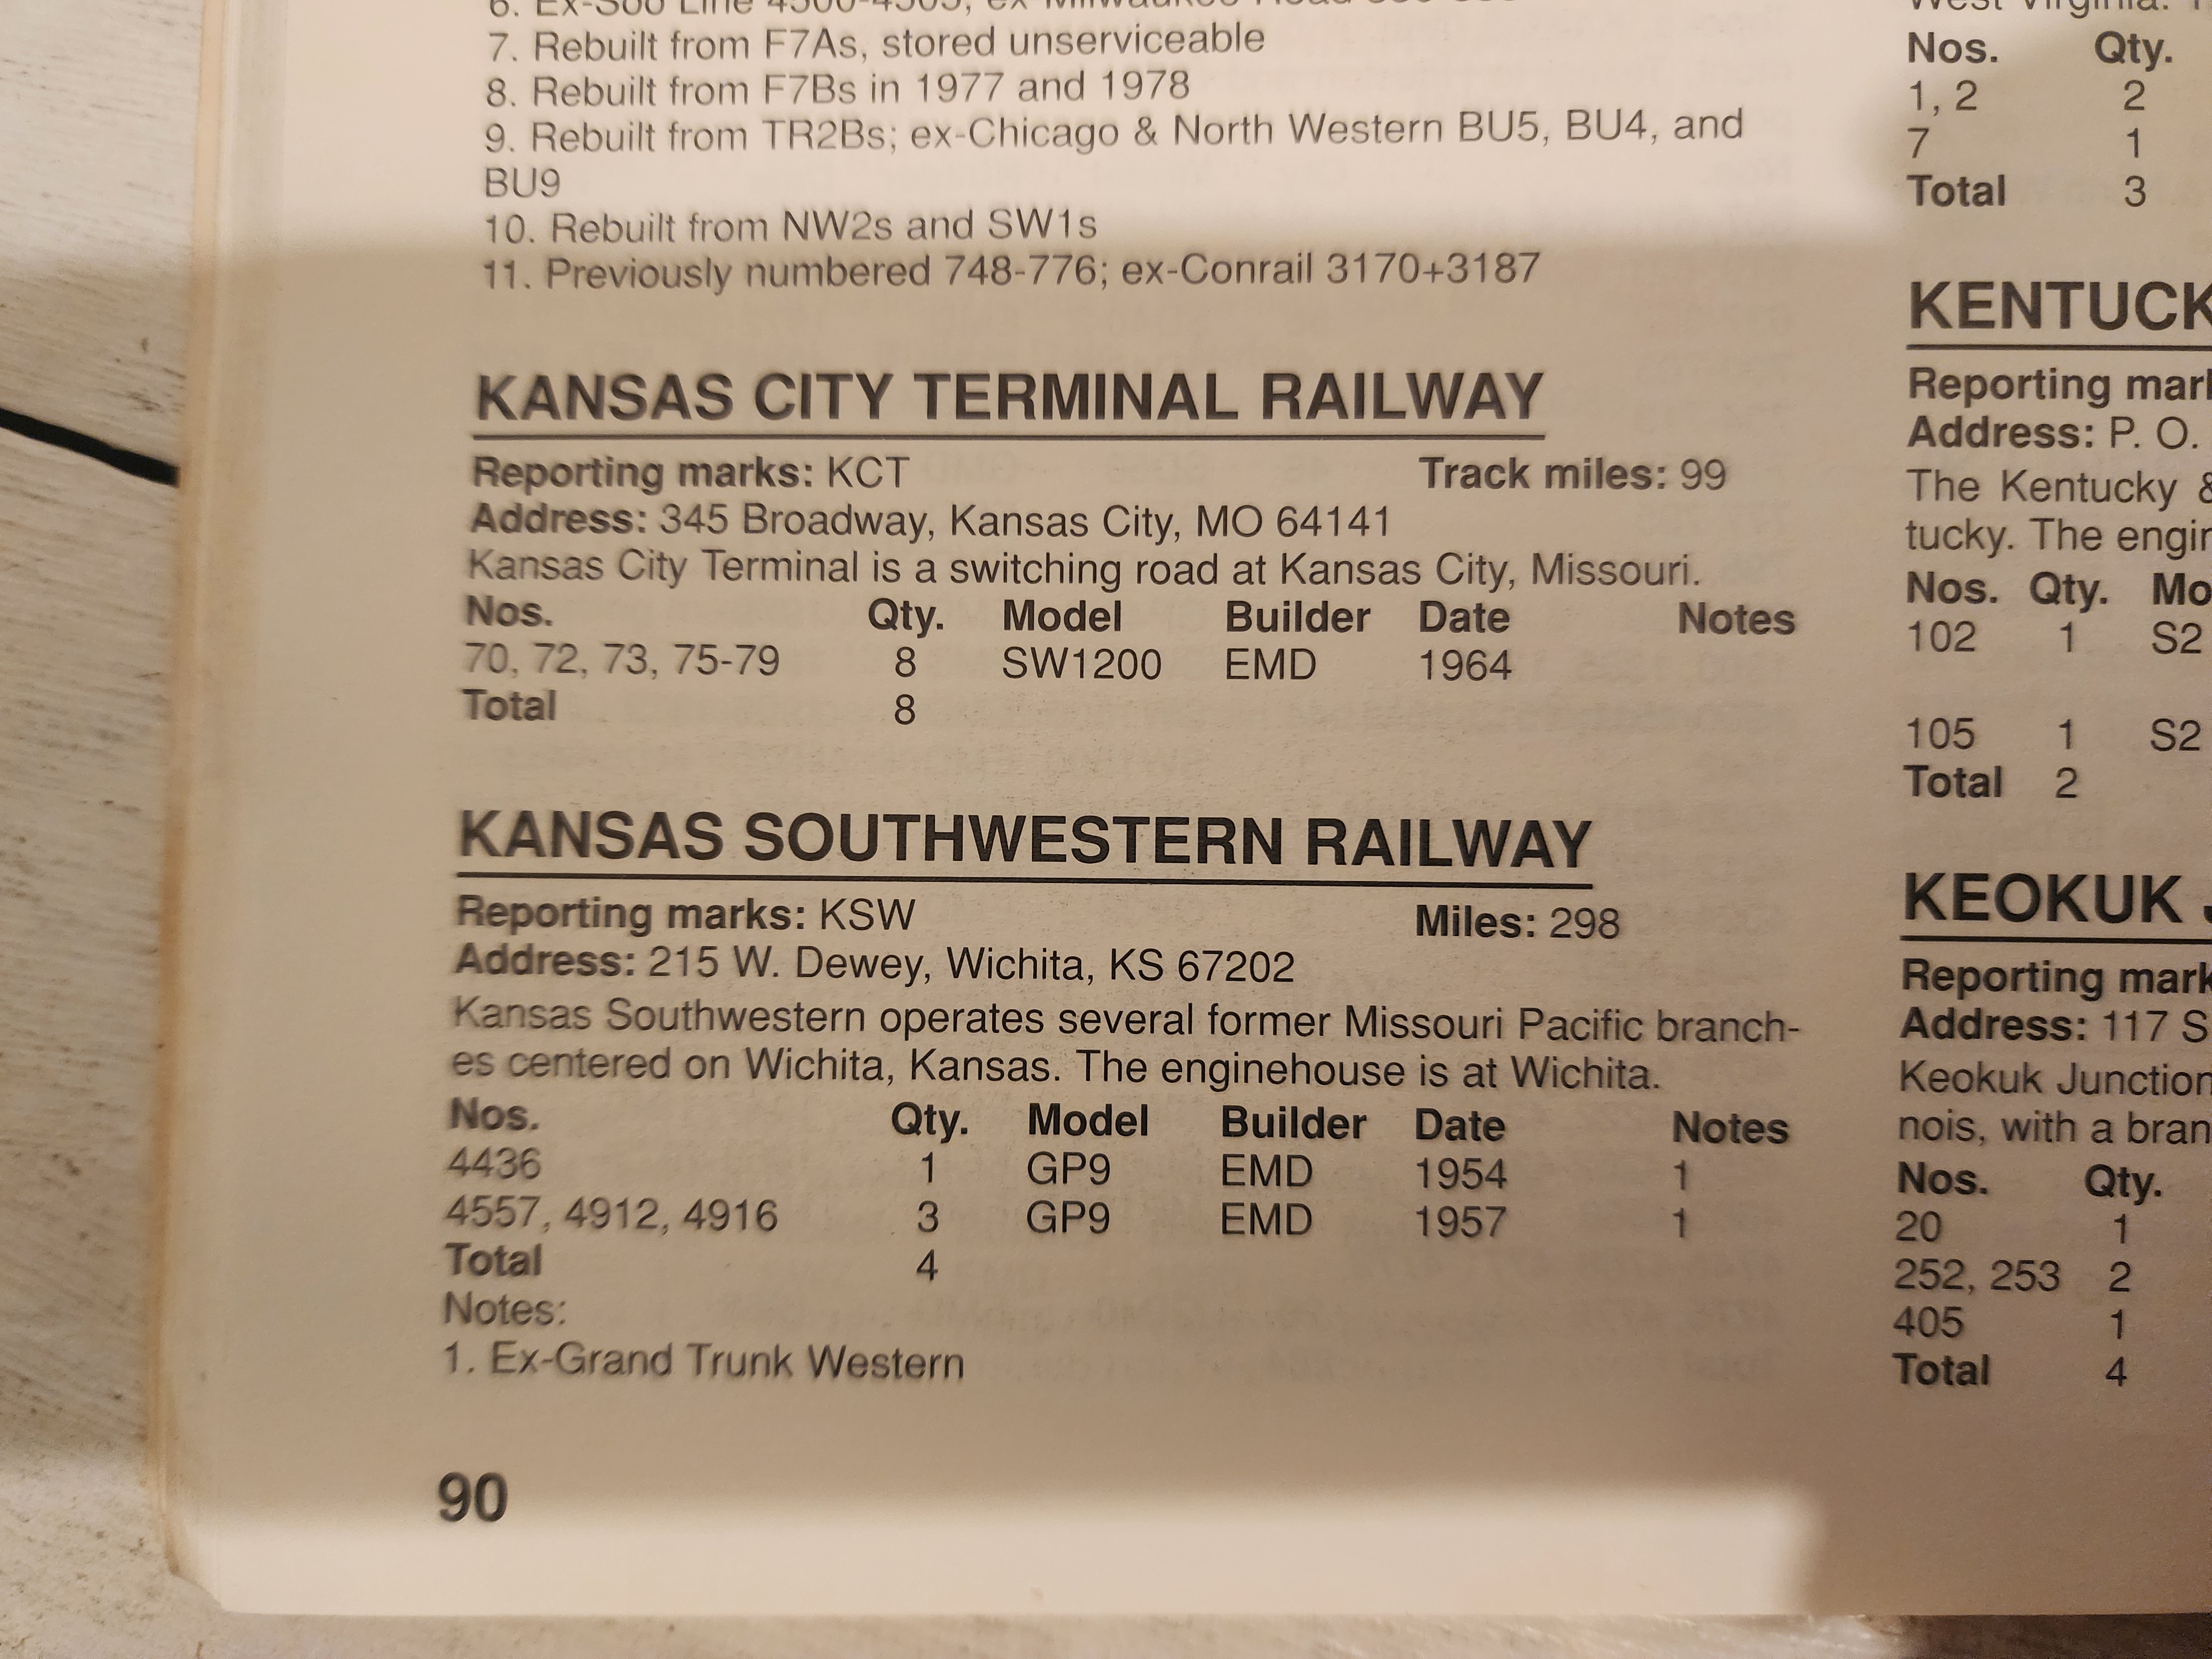 7. Rebuilt from F7As, stored unserviceable
8. Rebuilt from F7Bs in 1977 and 1978
9. Rebuilt from TR2Bs; ex-Chicago & North Western BU5, BU4, and
BU9
10. Rebuilt from NW2s and SW1s
11. Previously numbered 748-776; ex-Conrail 3170+3187
KANSAS CITY TERMINAL RAILWAY
Reporting marks: KCT Track miles: 99
Address: 345 Broadway, Kansas City, MO 64141
Kansas City Terminal is a switching road at Kansas City, Missouri.
Nos. Qty. Model Builder Date Notes
70, 72, 73, 75-79 8 SW1200 EMD 1964
Total 8
KANSAS SOUTHWESTERN RAILWAY
Reporting marks: KSW Miles: 298
Address: 215 W. Dewey, Wichita, KS 67202
Kansas Southwestern operates several former Missouri Pacific branch-
es centered on Wichita, Kansas. The enginehouse is at Wichita.
Nos. Qty. Model Builder Date Notes
4436 1 GP9 EMD 1954 1
4557, 4912, 4916 3 GP9 EMD 1957 1
Total 4
Notes:
1. Ex-Grand Trunk Western
90
Nos. Qty.
1, 2 2
7 1
Total 3
KENTUCK
Reporting mar
Address: P. O.
The Kentucky &
tucky. The engin
Nos. Qty. Mo
102 1 S2
105 1 S2
Total 2
KEOKUK
Reporting mark
Address: 117 S
Keokuk Junction
nois, with a bran
Nos. Qty.
20 1
252, 253 2
405 1
Total 4